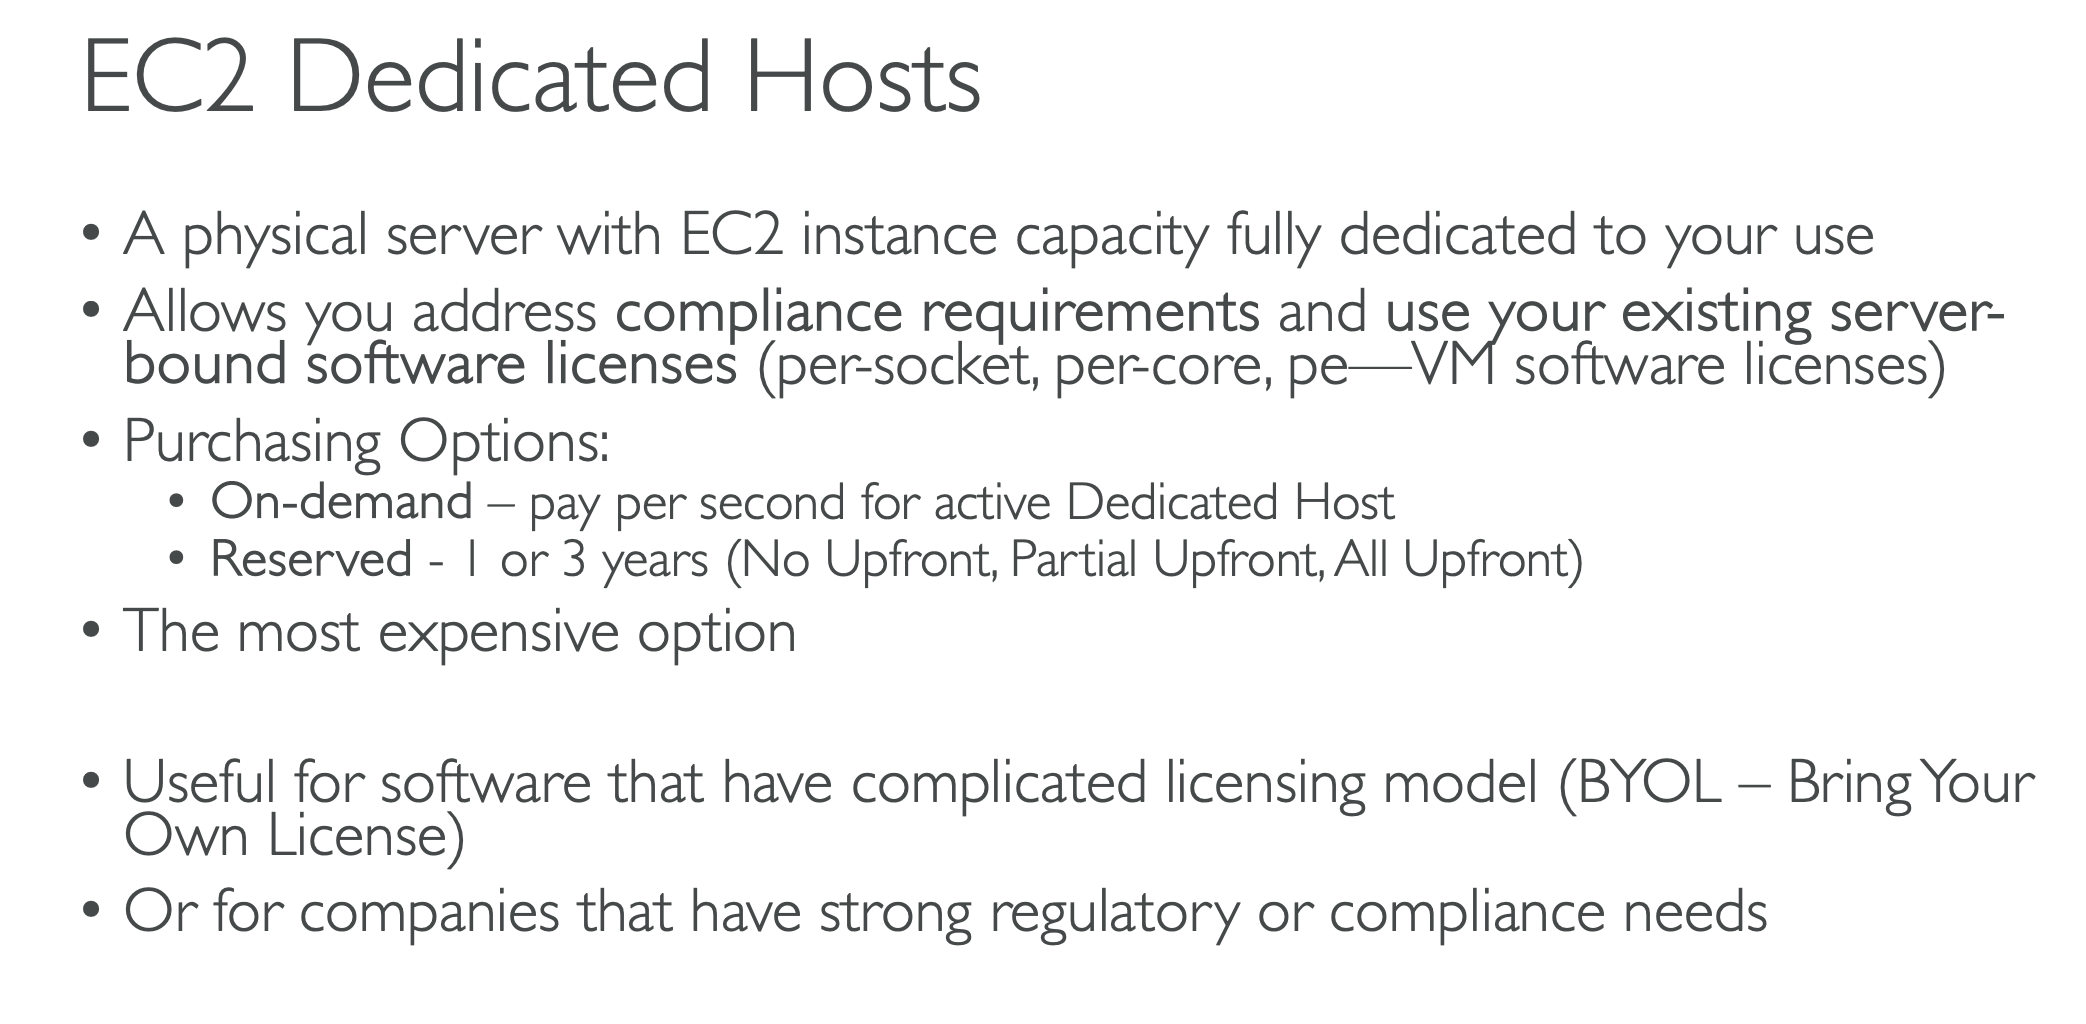 EC2 Dedicated Hosts
• A physical server with EC2 instance capacity fully dedicated to your use
• Allows you address compliance requirements and use your existing server-
bound software licenses (per-socket, per-core, pe—VM software licenses)
• Purchasing Options:
• On-demand – pay per second for active Dedicated Host
• Reserved - 1 or 3 years (No Upfront, Partial Upfront, All Upfront)
• The most expensive option
• Useful for software that have complicated licensing model (BYOL – Bring Your
Own License)
• Or for companies that have strong regulatory or compliance needs